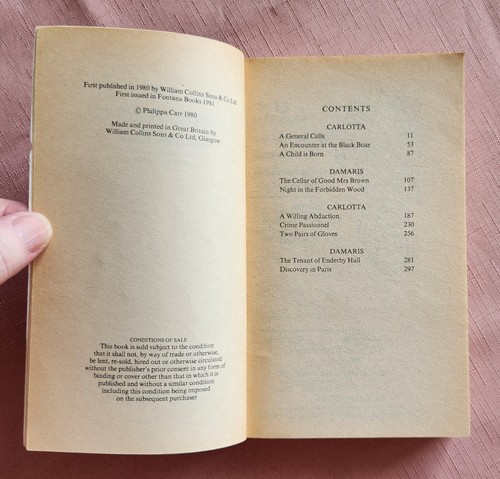 First published in 1980 by William Collins Sons & Co Ltd
First issued in Fontana Books 1981
© Philippa Carr 1980
Made and printed in Great Britain by
William Collins Sons & Co Ltd, Glasgow
CONDITIONS OF SALE
This book is sold subject to the condition
that it shall not, by way of trade or otherwise,
be lent, re-sold, hired out or otherwise circulated
without the publisher's prior consent in any form of
binding or cover other than that in which it is
published and without a similar condition
including this condition being imposed
on the subsequent purchaser
CONTENTS
CARLOTTA
A General Calls 11
An Encounter at the Black Boar 53
A Child is Born 87
DAMARIS
The Cellar of Good Mrs Brown 107
Night in the Forbidden Wood 137
CARLOTTA
A Willing Abduction 187
Crime Passionnel 230
Two Pairs of Gloves 256
DAMARIS
The Tenant of Enderby Hall 281
Discovery in Paris 297